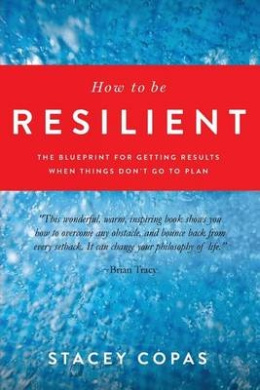 How to be
RESILIENT
THE BLUEPRINT FOR GETTING RESULTS
WHEN THINGS DON'T GO TO PLAN
"This wonderful, warm, inspiring book shows you
how to overcome any obstacle, and bounce back from
every setback. It can change your philosophy of life."
~Brian Tracy
STACEY COPAS